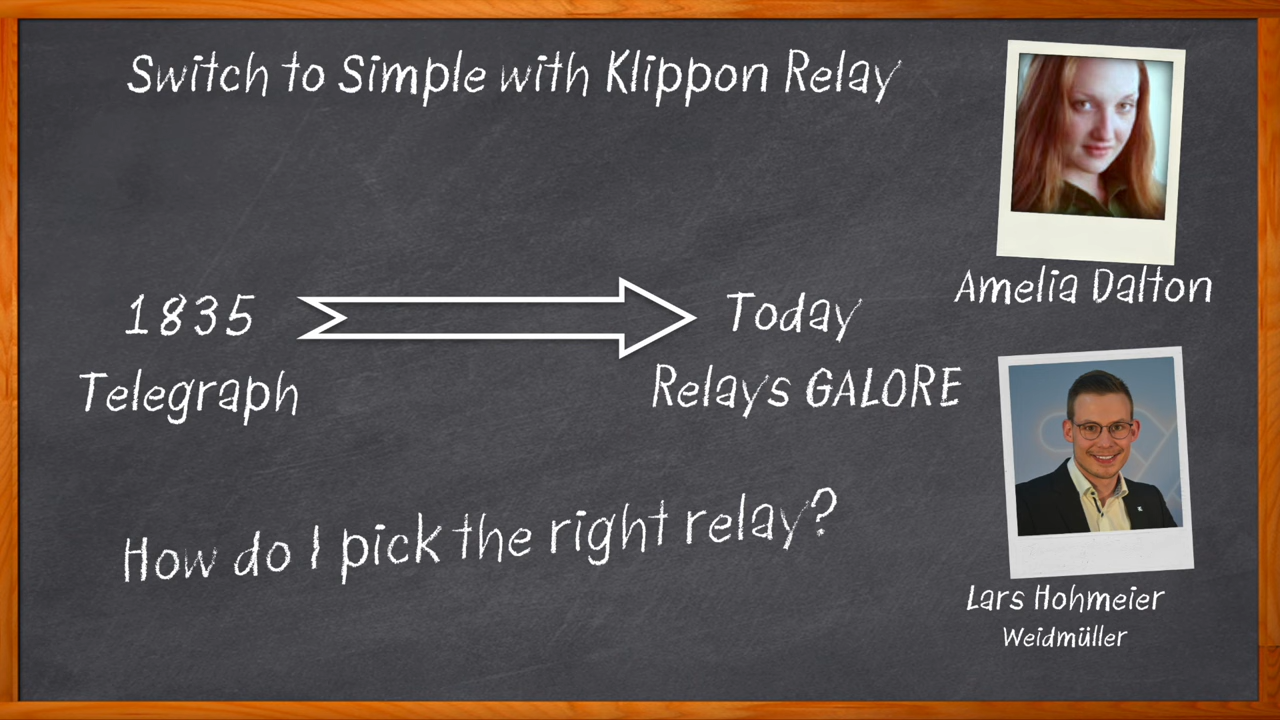 Switch to Simple with Klippon Relay
Amelia Dalton
1835
Telegraph
Today
Relays GALORE
How do I pick the right relay?
Lars Hohmeier
Weidmüller